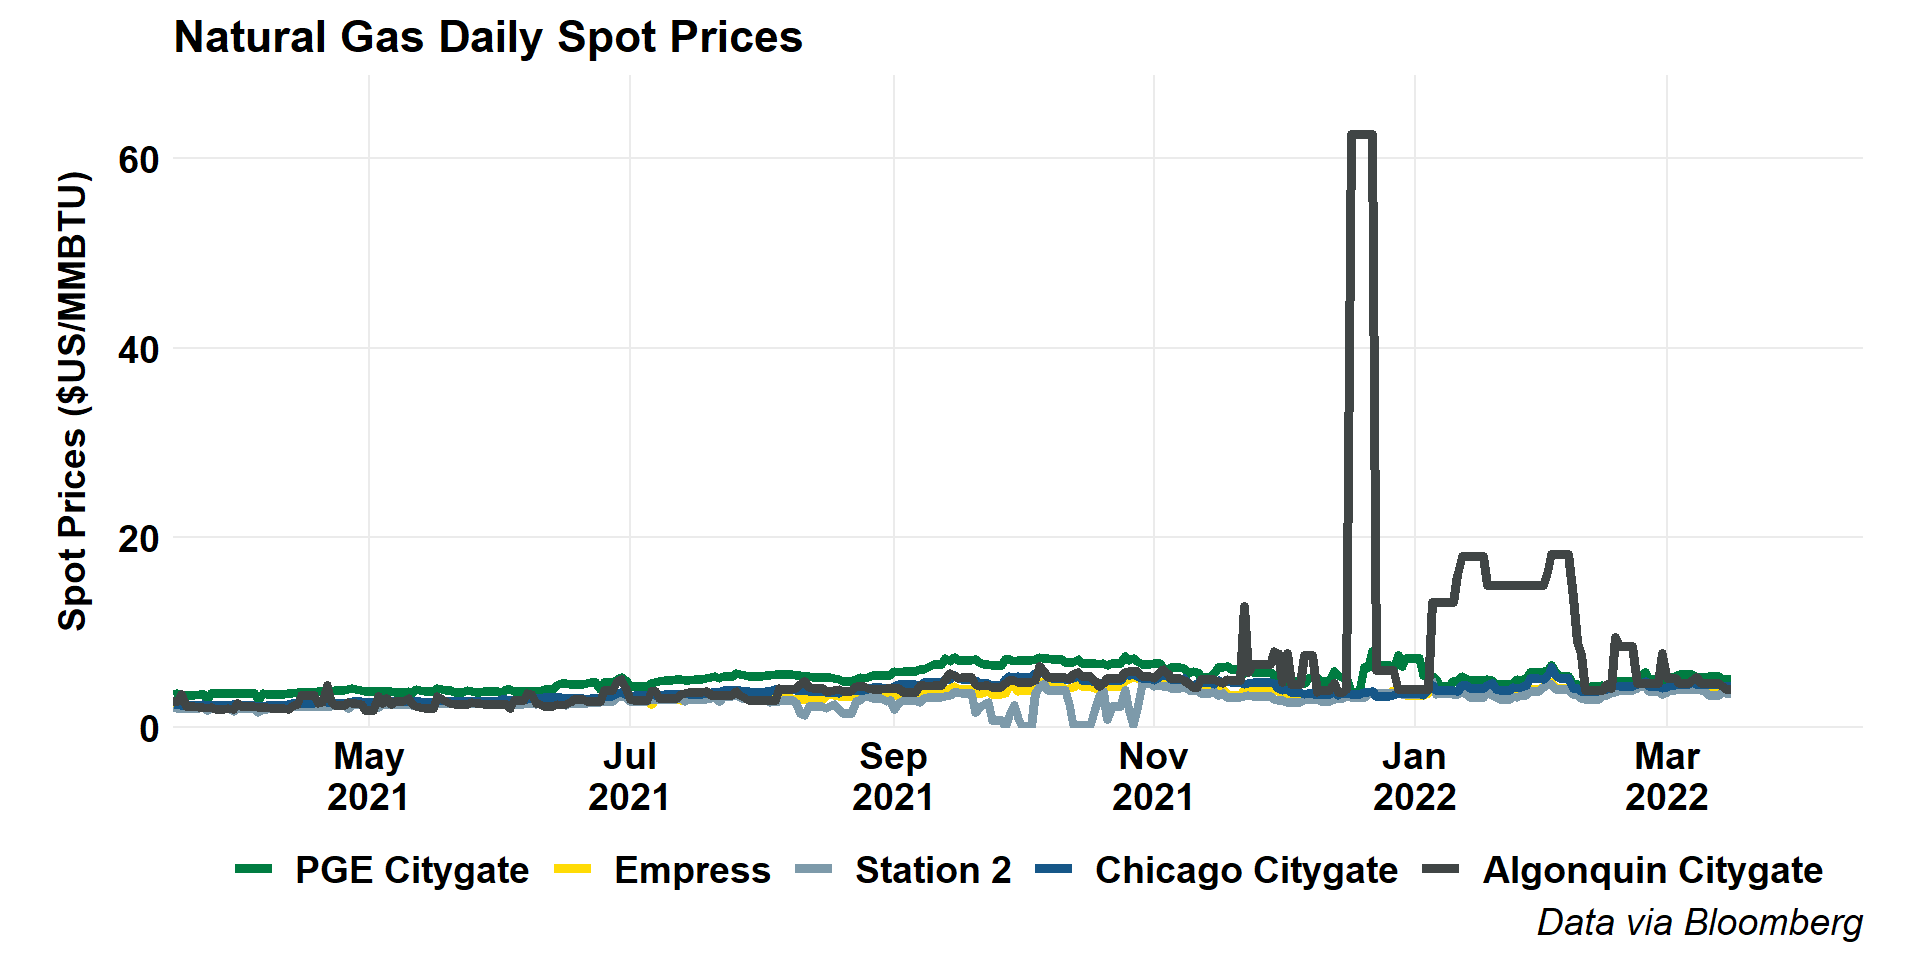 Natural Gas Daily Spot Prices
Spot Prices ($US/MMBTU)
60
40
20
0
May Jul Sep Nov Jan Mar
2021 2021 2021 2021 2022 2022
PGE Citygate Empress Station 2 Chicago Citygate Algonquin Citygate
Data via Bloomberg